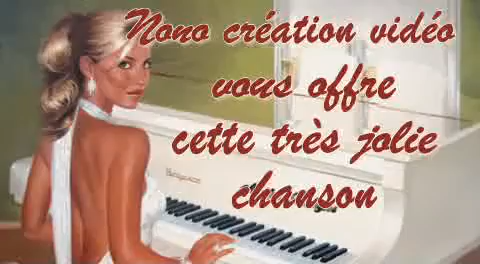 Nono création vidéo
vous offre
cette très jolie
chanson